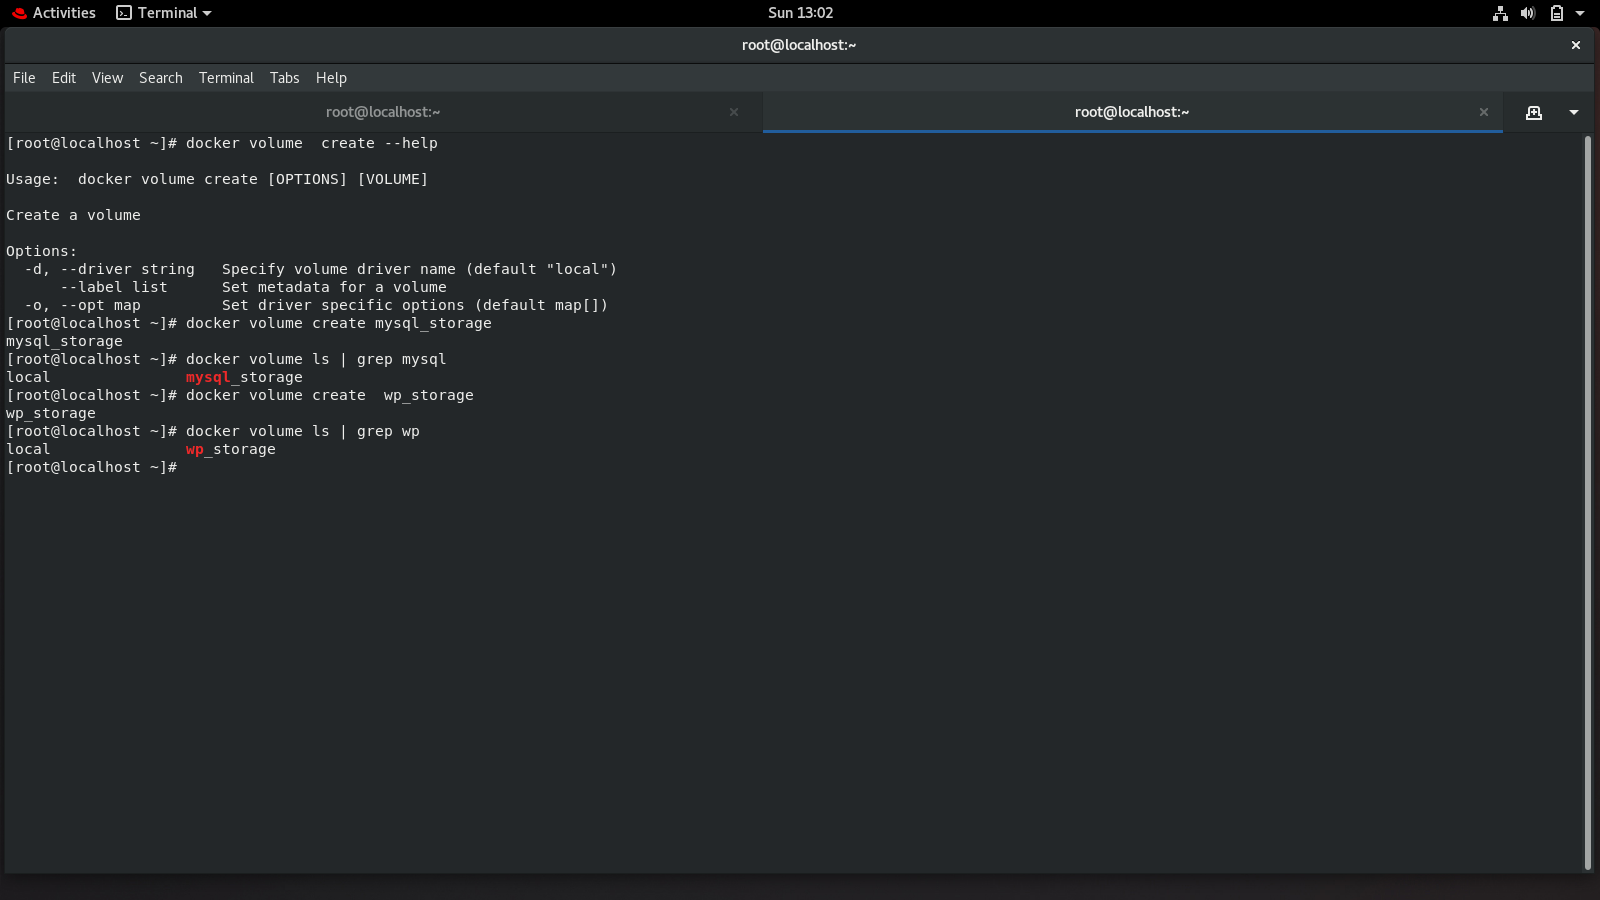 Activities Terminal Sun 13:02
root@localhost:~
File Edit View Search Terminal Tabs Help
root@localhost:~ root@localhost:~
[root@localhost ~]# docker volume  create --help
Usage:  docker volume create [OPTIONS] [VOLUME]
Create a volume
Options:
  -d, --driver string   Specify volume driver name (default "local")
      --label list      Set metadata for a volume
  -o, --opt map         Set driver specific options (default map[])
[root@localhost ~]# docker volume create mysql_storage
mysql_storage
[root@localhost ~]# docker volume ls | grep mysql
local               mysql_storage
[root@localhost ~]# docker volume create  wp_storage
wp_storage
[root@localhost ~]# docker volume ls | grep wp
local               wp_storage
[root@localhost ~]#